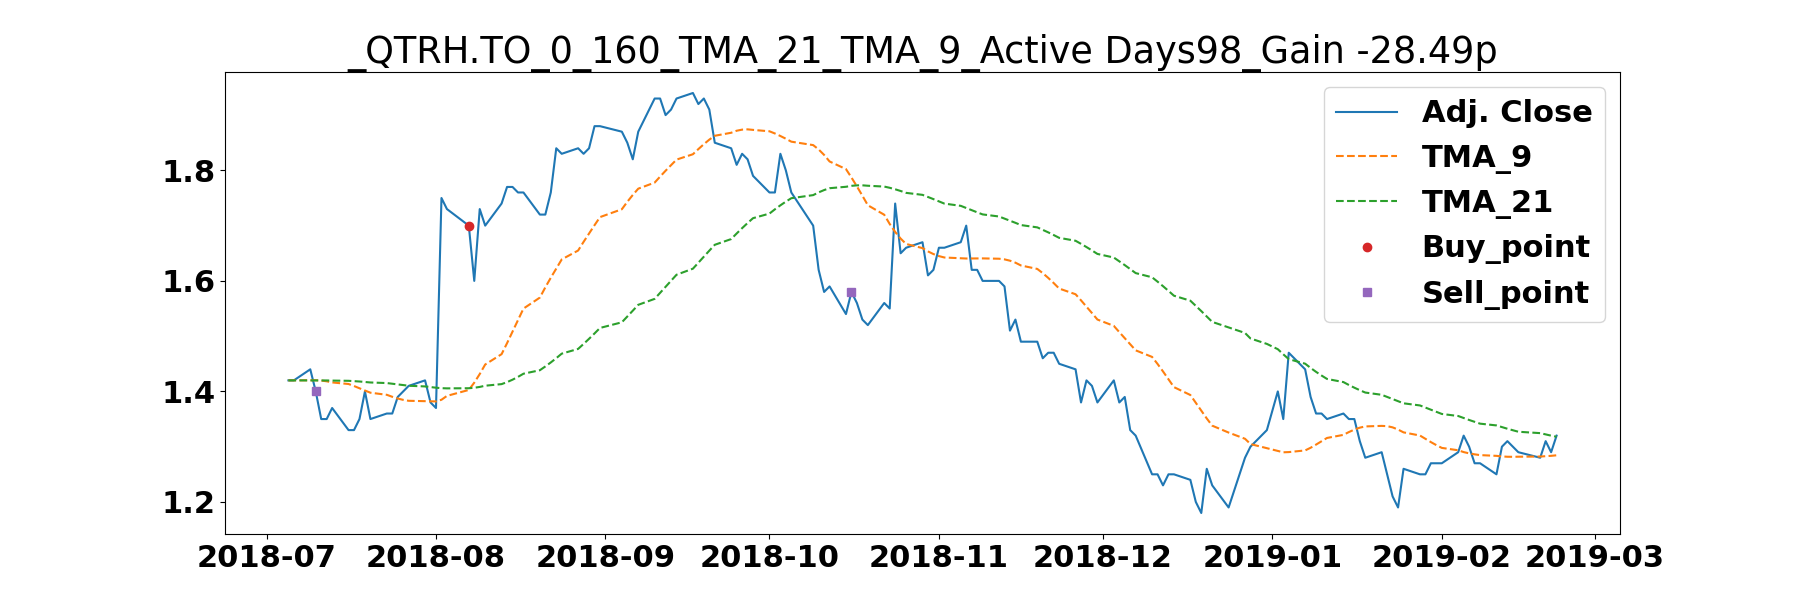 _QTRH.TO_0_160_TMA_21_TMA_9_Active Days98_Gain -28.49p
Adj. Close
TMA_9
TMA_21
Buy_point
Sell_point
1.8
1.6
1.4
1.2
2018-07 2018-08 2018-09 2018-10 2018-11 2018-12 2019-01 2019-02 2019-03